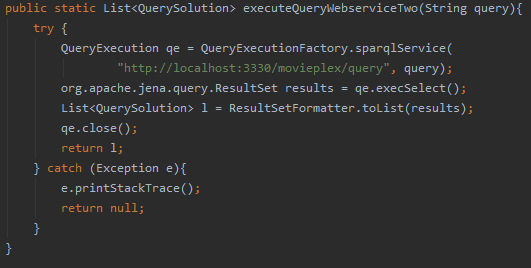 public static List<QuerySolution> executeQueryWebserviceTwo(String query){
    try {
        QueryExecution qe = QueryExecutionFactory.sparqlService(
                "http://localhost:3330/movieplex/query", query);
        org.apache.jena.query.ResultSet results = qe.execSelect();
        List<QuerySolution> l = ResultSetFormatter.toList(results);
        qe.close();
        return l;
    } catch (Exception e){
        e.printStackTrace();
        return null;
    }
}